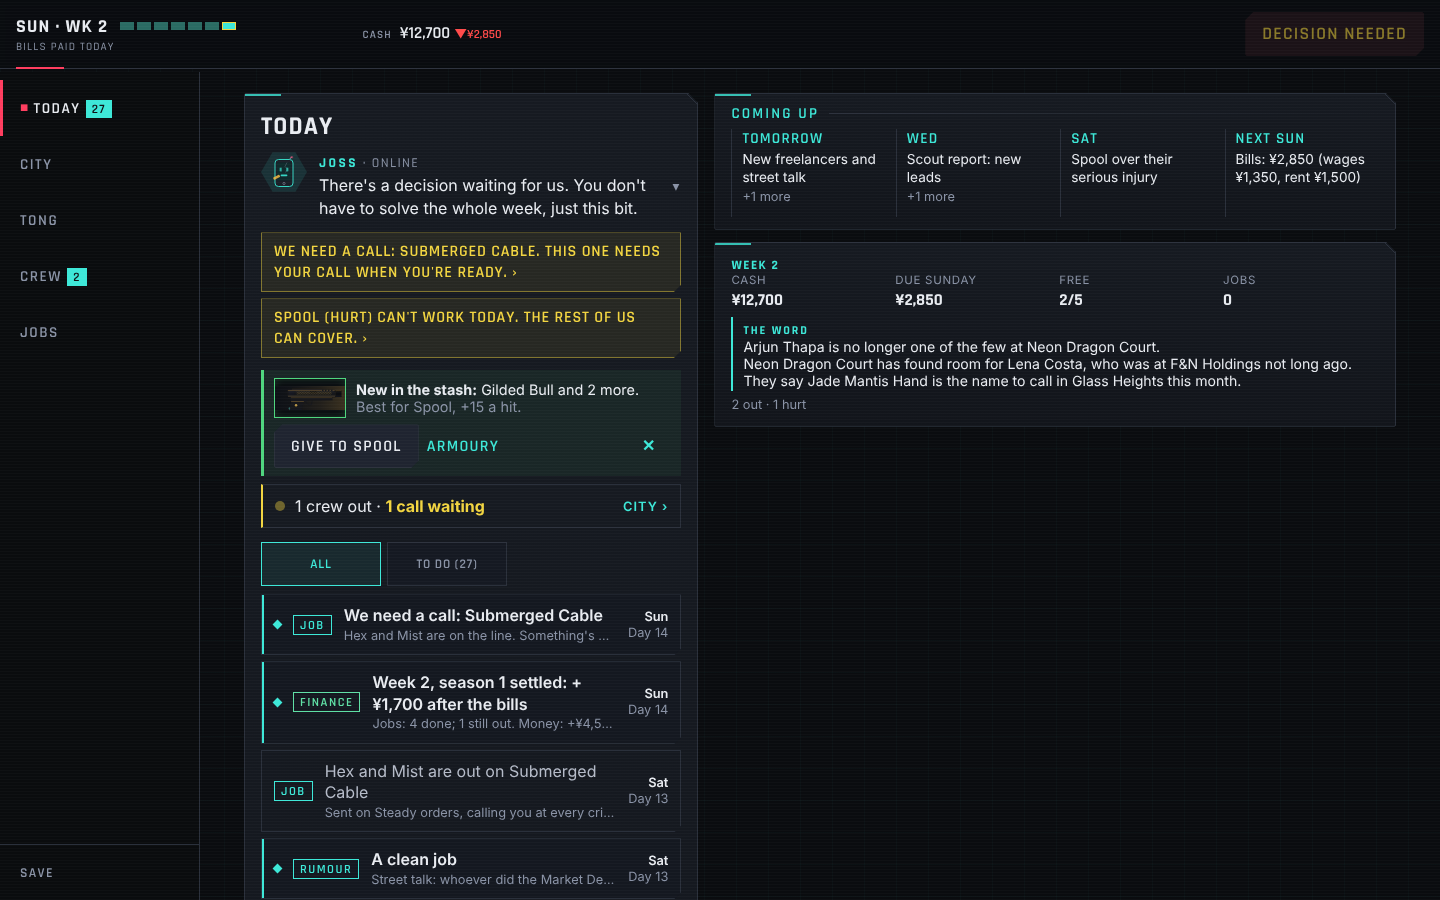 SUN · WK 2
BILLS PAID TODAY
CASH ¥12,700 ▼¥2,850
DECISION NEEDED
TODAY 27
CITY
TONG
CREW 2
JOBS
SAVE
TODAY
JOSS · ONLINE
There's a decision waiting for us. You don't
have to solve the whole week, just this bit.
WE NEED A CALL: SUBMERGED CABLE. THIS ONE NEEDS
YOUR CALL WHEN YOU'RE READY. ›
SPOOL (HURT) CAN'T WORK TODAY. THE REST OF US
CAN COVER. ›
New in the stash: Gilded Bull and 2 more.
Best for Spool, +15 a hit.
GIVE TO SPOOL ARMOURY ✕
1 crew out · 1 call waiting CITY ›
ALL TO DO (27)
JOB We need a call: Submerged Cable Sun
Hex and Mist are on the line. Something's ... Day 14
FINANCE Week 2, season 1 settled: +
¥1,700 after the bills Sun
Jobs: 4 done; 1 still out. Money: +¥4,5... Day 14
JOB Hex and Mist are out on Submerged
Cable Sat
Sent on Steady orders, calling you at every cri... Day 13
RUMOUR A clean job Sat
Street talk: whoever did the Market De... Day 13
COMING UP
TOMORROW
New freelancers and
street talk
+1 more
WED
Scout report: new
leads
+1 more
SAT
Spool over their
serious injury
NEXT SUN
Bills: ¥2,850 (wages
¥1,350, rent ¥1,500)
WEEK 2
CASH DUE SUNDAY FREE JOBS
¥12,700 ¥2,850 2/5 0
THE WORD
Arjun Thapa is no longer one of the few at Neon Dragon Court.
Neon Dragon Court has found room for Lena Costa, who was at F&N Holdings not long ago.
They say Jade Mantis Hand is the name to call in Glass Heights this month.
2 out · 1 hurt